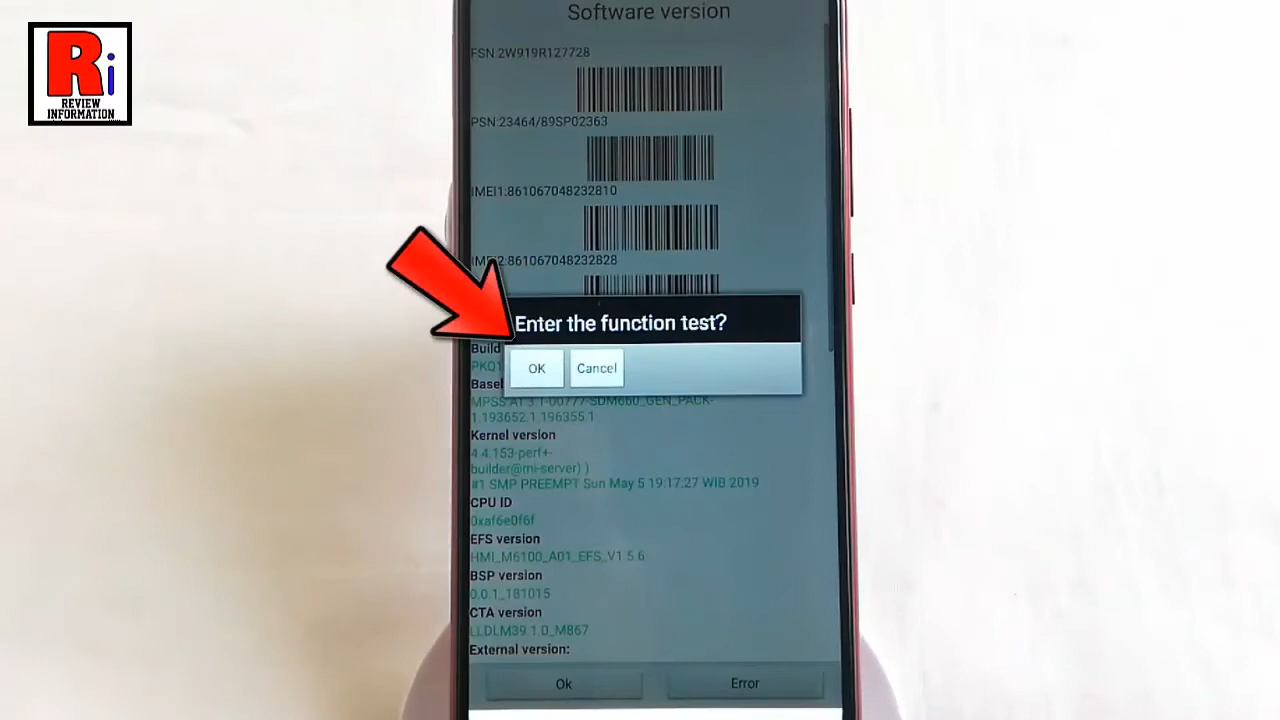 Ri
REVIEW
INFORMATION
Software version
FSN:2W919R127728
PSN:23464/89SP02363
IMEI1:861067048232810
IMEI2:861067048232828
Enter the function test?
OK Cancel
Build
PKQ1
Basel
MPSS.AT.3.1-00777-SDM660_GEN_PACK-
1.193652.1.196355.1
Kernel version
4.4.153-perf+-
builder@mi-server) )
#1 SMP PREEMPT Sun May 5 19:17:27 WIB 2019
CPU ID
0xaf6e0f6f
EFS version
HMI_M6100_A01_EFS_V1.5.6
BSP version
0.0.1_181015
CTA version
LLDLM39.1.0_M867
External version:
Ok Error